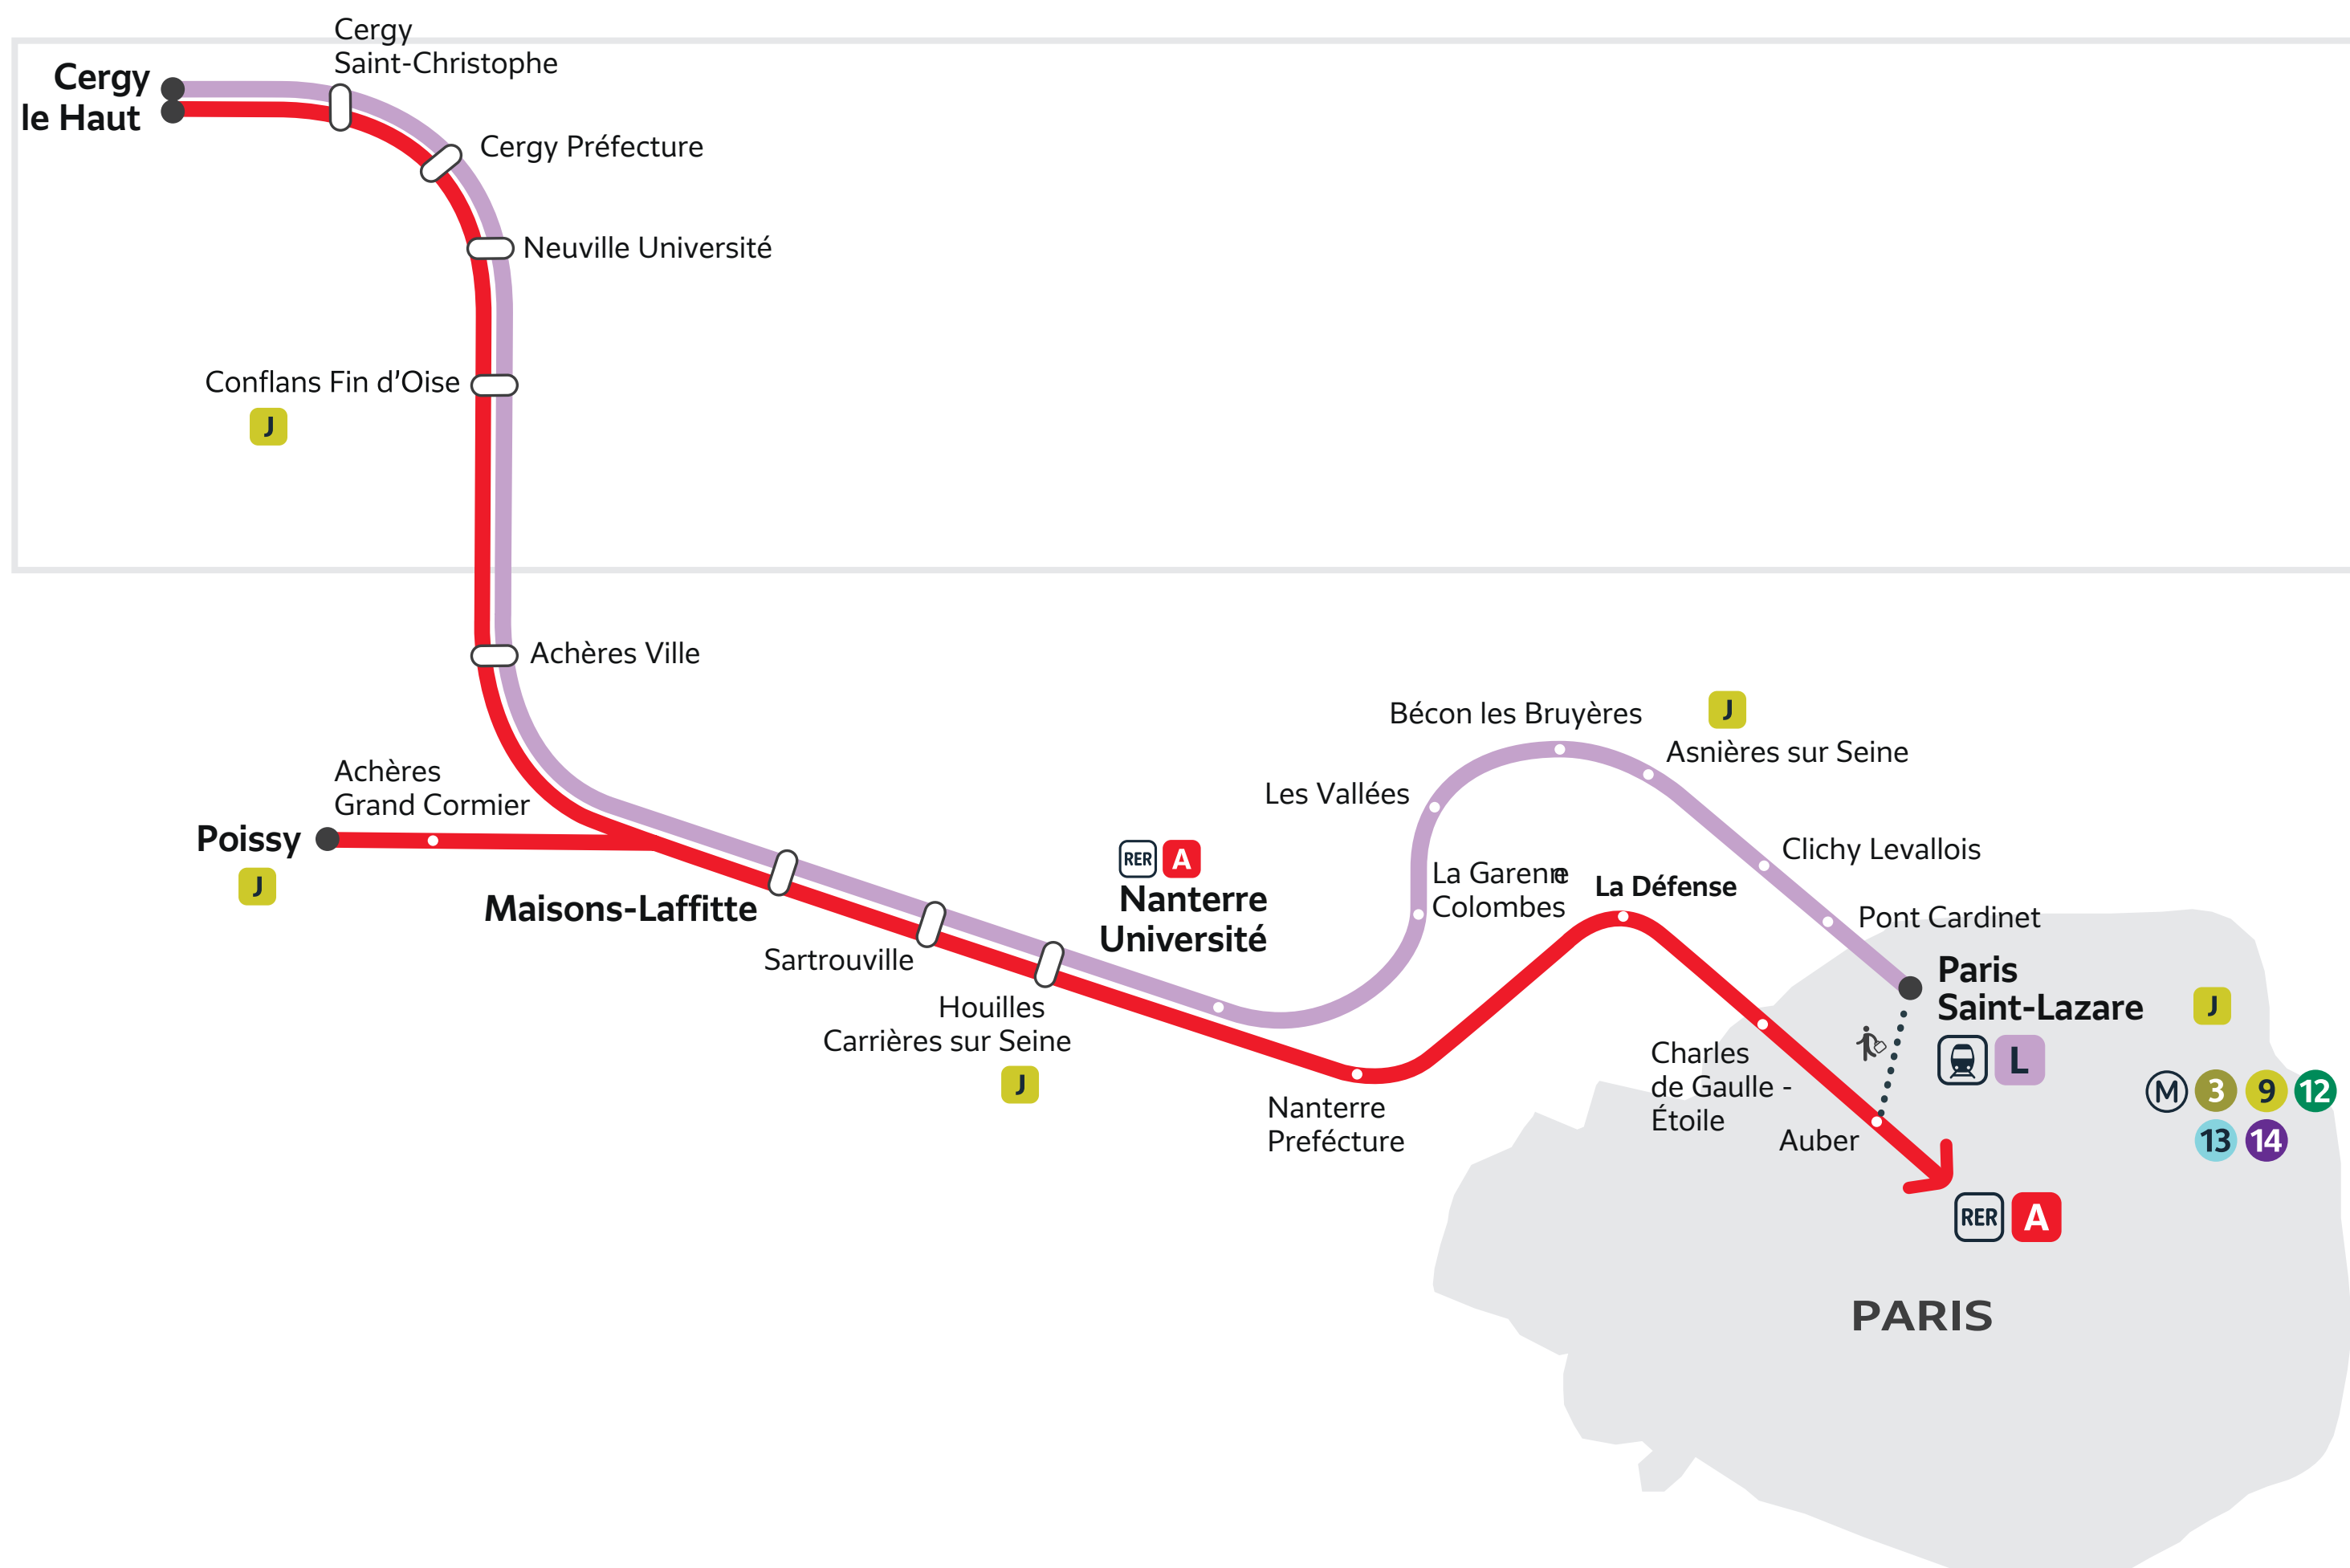 Cergy
Saint-Christophe
Cergy
le Haut
Cergy Préfecture
Neuville Université
Conflans Fin d'Oise
J
Achères Ville
Bécon les Bruyères
J
Asnières sur Seine
Achères
Grand Cormier
Les Vallées
Poissy
J
RER A
Nanterre
Université
La Garenne
Colombes
La Défense
Clichy Levallois
Maisons-Laffitte
Pont Cardinet
Sartrouville
Paris
Saint-Lazare
J
L
Houilles
Carrières sur Seine
J
Charles
de Gaulle -
Étoile
M 3 9 12
13 14
Nanterre
Prefécture
Auber
RER A
PARIS